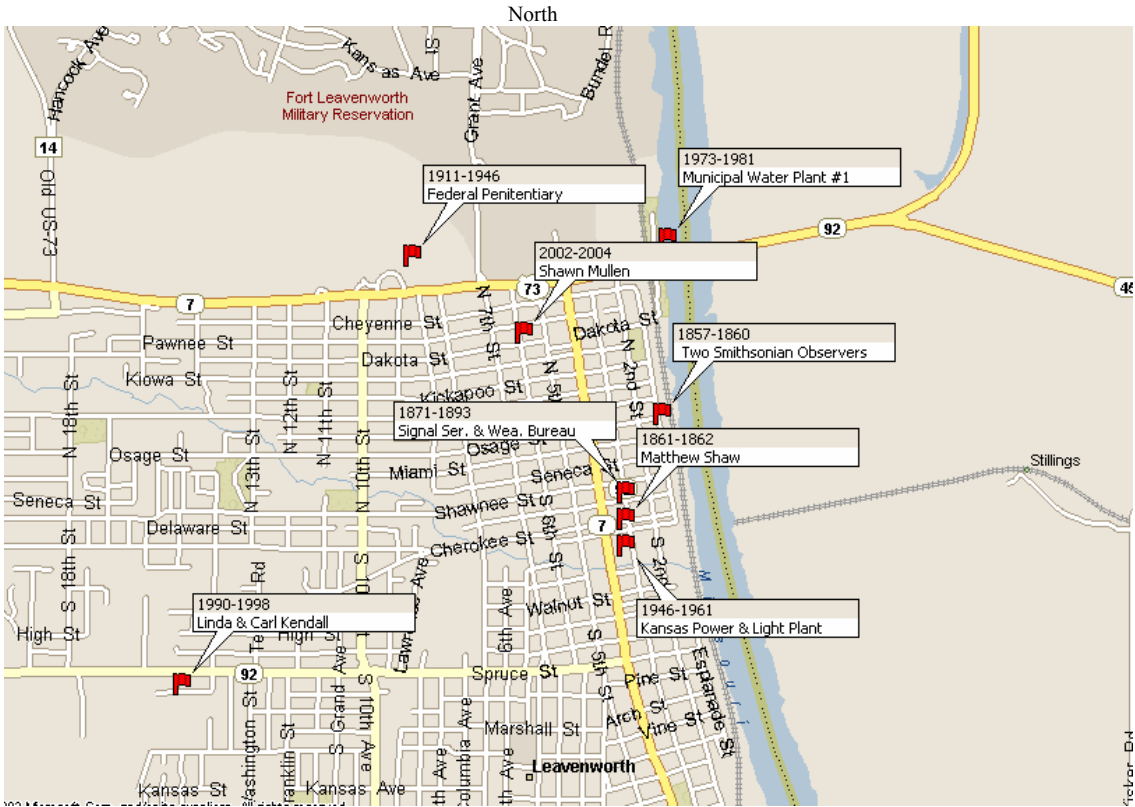 North
Hancock Ave
Kansas Ave
St
Grant Ave
Bundel R
Fort Leavenworth
Military Reservation
14
Old US-73
1911-1946
Federal Penitentiary
1973-1981
Municipal Water Plant #1
92
2002-2004
Shawn Mullen
73
7
45
Cheyenne St
N 7th St
Dakota St
Pawnee St
Dakota St
N 2nd St
1857-1860
Two Smithsonian Observers
Kiowa St
Kickapoo St
N 5th
N 18th St
N 12th St
N 11th St
1871-1893
Signal Ser. & Wea. Bureau
1861-1862
Matthew Shaw
Osage St
Osage St
N 13th St
N 10th St
Miami St
Seneca St
Stillings
Seneca St
Shawnee St
S 6th St
Delaware St
7
Cherokee St
S 2nd
S 18th St
Rd
S 10
Ave
1990-1998
Linda & Carl Kendall
Walnut St
1946-1961
Kansas Power & Light Plant
High St
Te
High St
Law
6th Ave
S 5th St
Missouri
92
Spruce St
Pine St
Esplanade St
S Grand Ave
S 10th Ave
Arch St
Vine St
Marshall St
Washington St
Franklin St
Columbia Ave
Leavenworth
Kansas St
Kansas Ave
th Ave